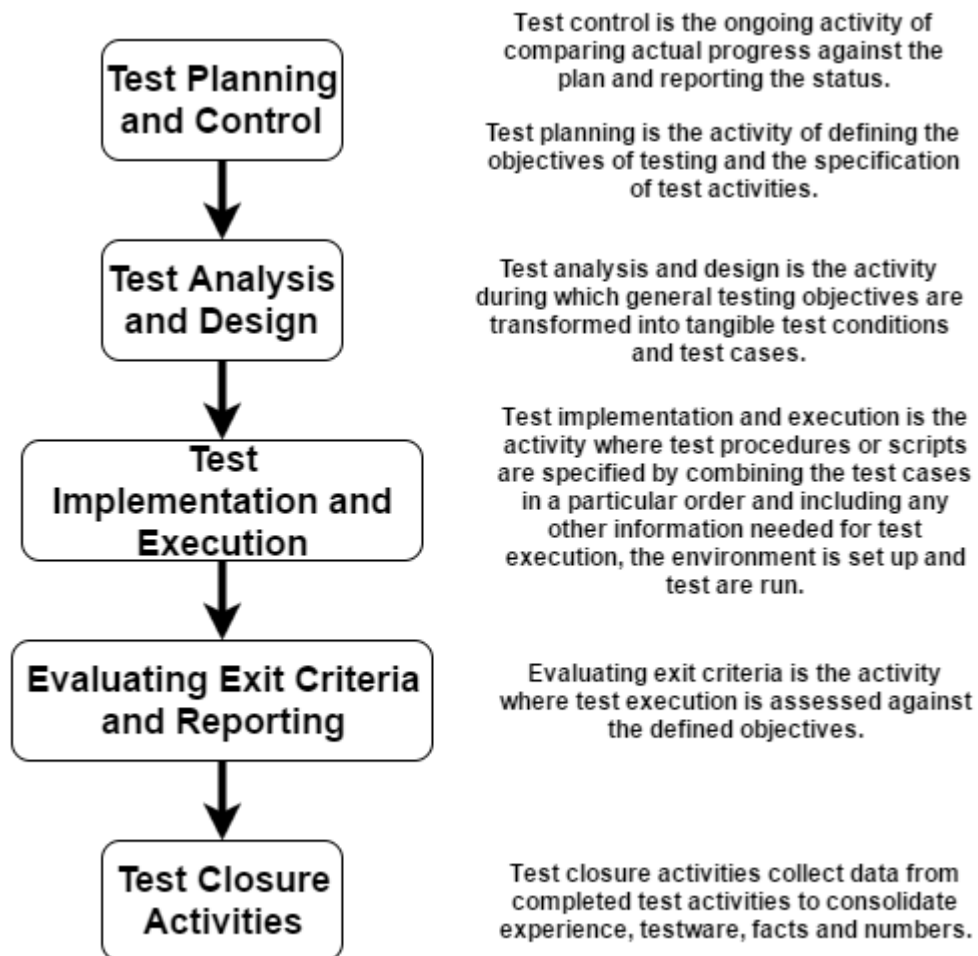 Test Planning
and Control
Test control is the ongoing activity of
comparing actual progress against the
plan and reporting the status.
Test planning is the activity of defining the
objectives of testing and the specification
of test activities.
Test Analysis
and Design
Test analysis and design is the activity
during which general testing objectives are
transformed into tangible test conditions
and test cases.
Test
Implementation and
Execution
Test implementation and execution is the
activity where test procedures or scripts
are specified by combining the test cases
in a particular order and including any
other information needed for test
execution, the environment is set up and
test are run.
Evaluating Exit Criteria
and Reporting
Evaluating exit criteria is the activity
where test execution is assessed against
the defined objectives.
Test Closure
Activities
Test closure activities collect data from
completed test activities to consolidate
experience, testware, facts and numbers.